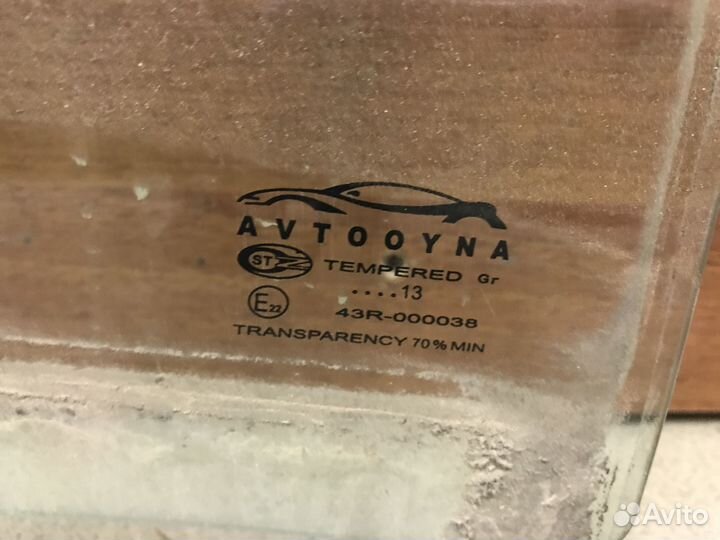 AVTOOYNA
ST TEMPERED Gr
....13
E22 43R-000038
TRANSPARENCY 70% MIN
Avito